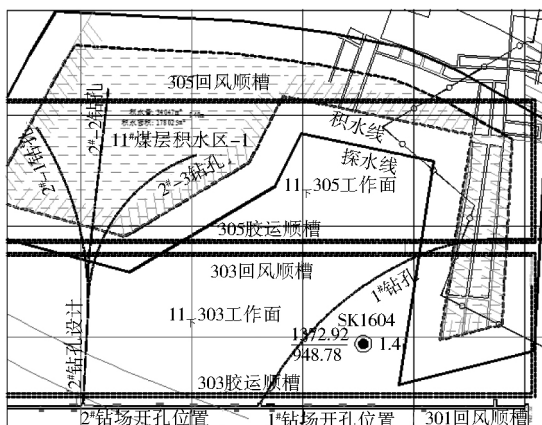 305回风顺槽
11#煤层积水区-1
2#-1钻孔
2#-2钻孔
2#-3钻孔
积水线
探水线
11下305工作面
305胶运顺槽
303回风顺槽
11下303工作面
1#钻孔
SK1604
1372.92
948.78
1.4
2#钻孔设计
303胶运顺槽
2#钻场开孔位置
1#钻场开孔位置
301回风顺槽